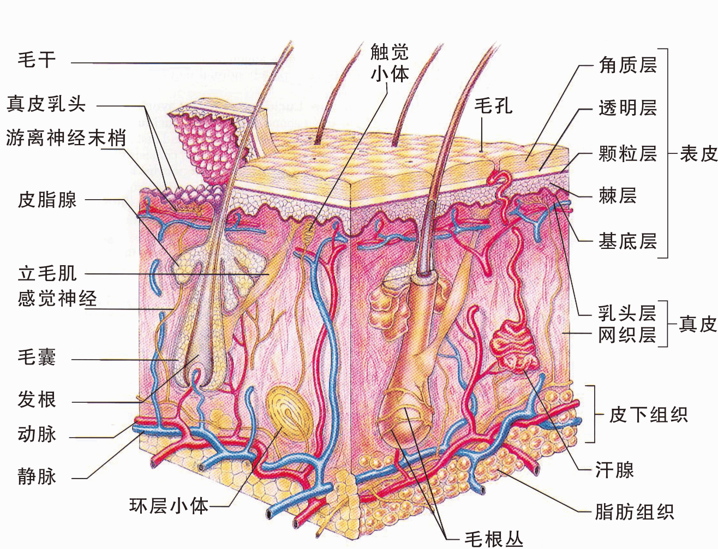 毛干
真皮乳头
游离神经末梢
皮脂腺
立毛肌
感觉神经
毛囊
发根
动脉
静脉
触觉
小体
毛孔
角质层
透明层
颗粒层
棘层
基底层
表皮
乳头层
网织层
真皮
皮下组织
汗腺
脂肪组织
环层小体
毛根丛